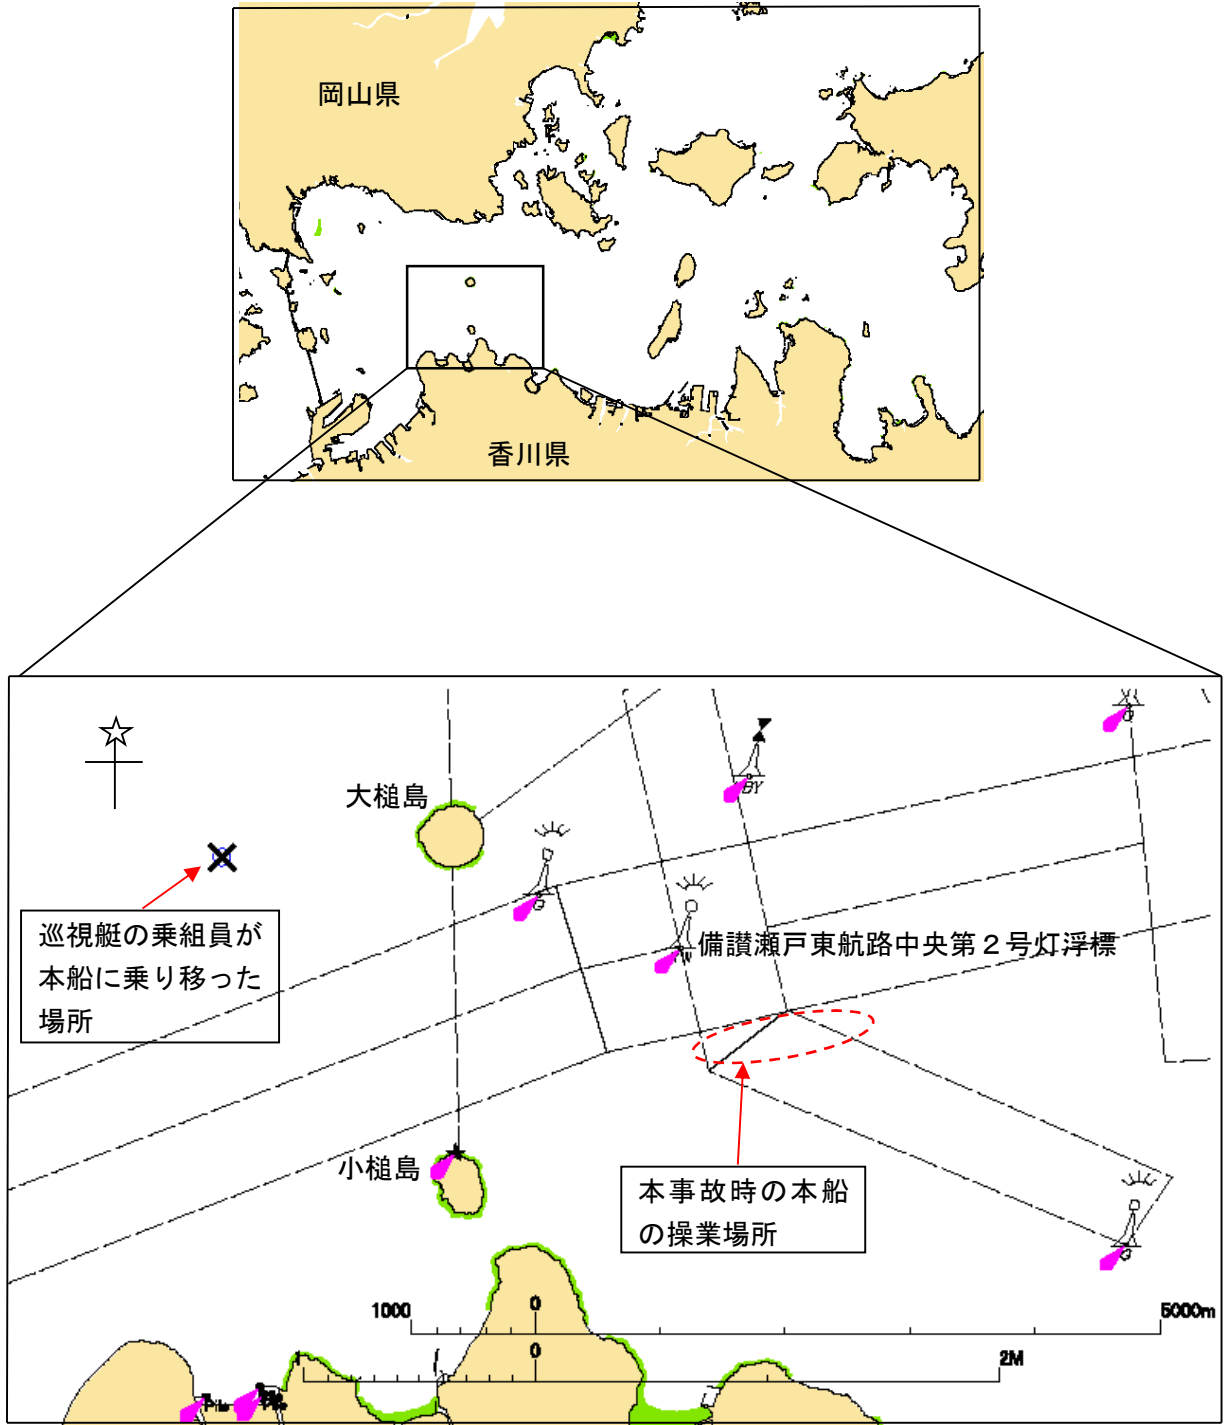 岡山県
香川県
大槌島
BY
備讃瀬戸東航路中央第２号灯浮標
巡視艇の乗組員が
本船に乗り移った
場所
小槌島
本事故時の本船
の操業場所
1000
0
5000m
1
0
2M